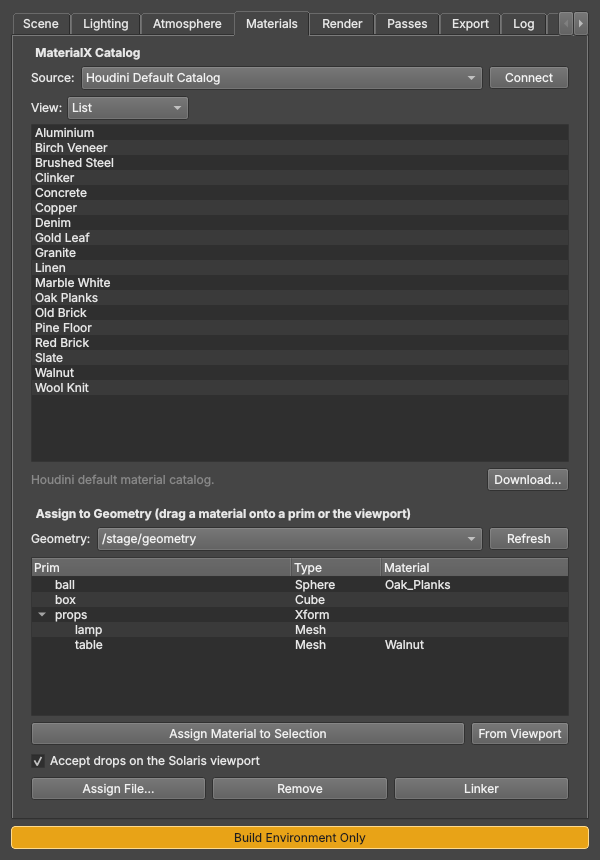 Scene Lighting Atmosphere Materials Render Passes Export Log
MaterialX Catalog
Source: Houdini Default Catalog Connect
View: List
Aluminium
Birch Veneer
Brushed Steel
Clinker
Concrete
Copper
Denim
Gold Leaf
Granite
Linen
Marble White
Oak Planks
Old Brick
Pine Floor
Red Brick
Slate
Walnut
Wool Knit
Houdini default material catalog. Download...
Assign to Geometry (drag a material onto a prim or the viewport)
Geometry: /stage/geometry Refresh
Prim Type Material
ball Sphere Oak_Planks
box Cube
props Xform
lamp Mesh
table Mesh Walnut
Assign Material to Selection From Viewport
Accept drops on the Solaris viewport
Assign File... Remove Linker
Build Environment Only